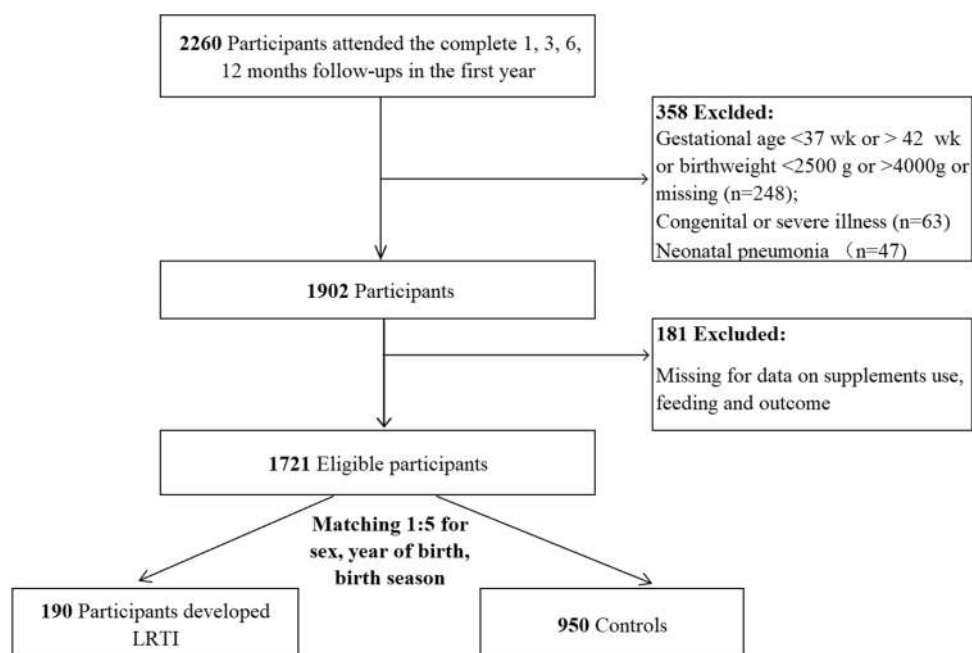 2260 Participants attended the complete 1, 3, 6,
12 months follow-ups in the first year
358 Exclded:
Gestational age <37 wk or > 42 wk
or birthweight <2500 g or >4000g or
missing (n=248);
Congenital or severe illness (n=63)
Neonatal pneumonia （n=47)
1902 Participants
181 Excluded:
Missing for data on supplements use,
feeding and outcome
1721 Eligible participants
Matching 1:5 for
sex, year of birth,
birth season
190 Participants developed
LRTI
950 Controls